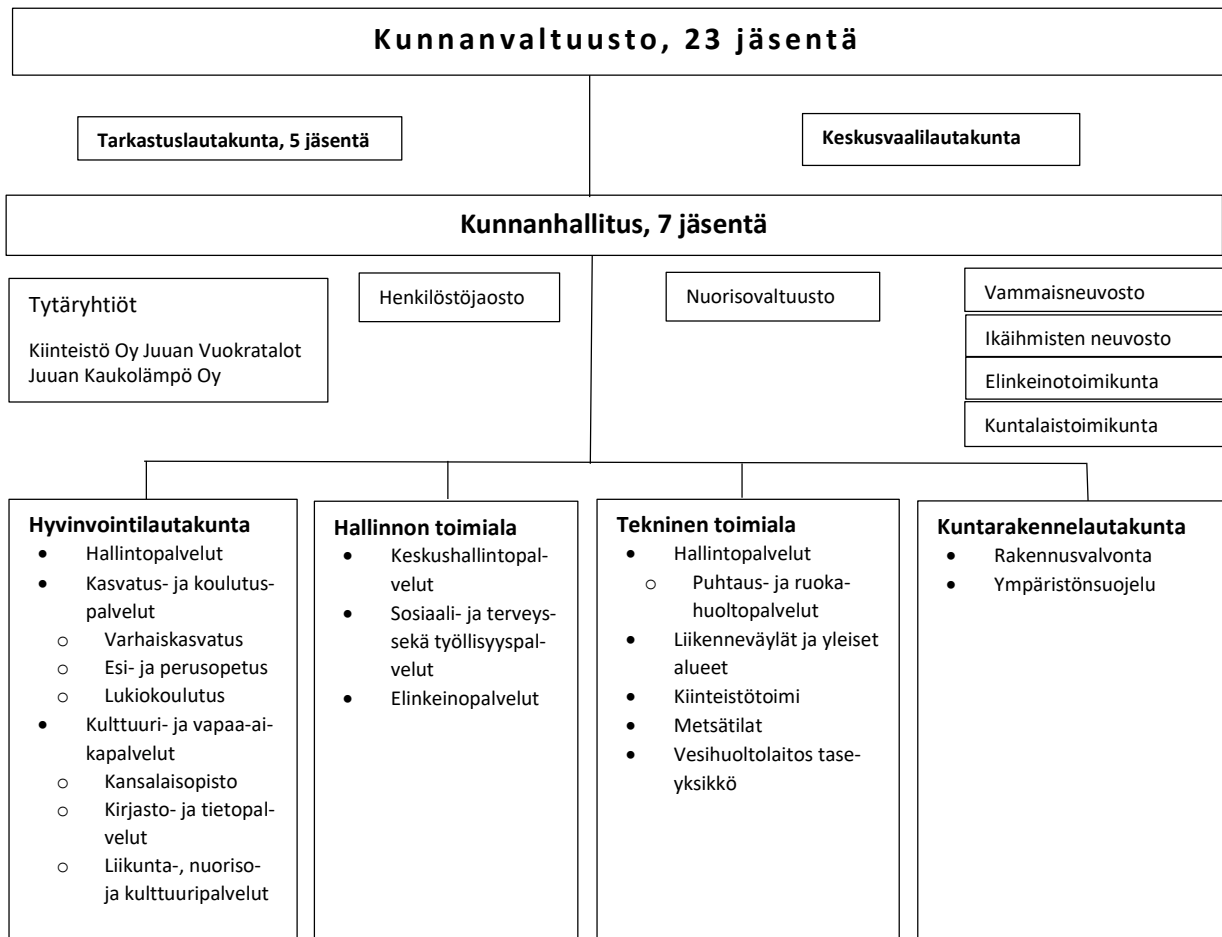 Kunnanvaltuusto, 23 jäsentä
Tarkastuslautakunta, 5 jäsentä
Keskusvaalilautakunta
Kunnanhallitus, 7 jäsentä
Tytäryhtiöt
Kiinteistö Oy Juuan Vuokratalot
Juuan Kaukolämpö Oy
Henkilöstöjaosto
Nuorisovaltuusto
Vammaisneuvosto
Ikäihmisten neuvosto
Elinkeinotoimikunta
Kuntalaistoimikunta
Hyvinvointilautakunta
• Hallintopalvelut
• Kasvatus- ja koulutus-
palvelut
o Varhaiskasvatus
o Esi- ja perusopetus
o Lukiokoulutus
• Kulttuuri- ja vapaa-ai-
kapalvelut
o Kansalaisopisto
o Kirjasto- ja tietopal-
velut
o Liikunta-, nuoriso-
ja kulttuuripalvelut
Hallinnon toimiala
• Keskushallintopal-
velut
• Sosiaali- ja terveys-
sekä työllisyyspal-
velut
• Elinkeinopalvelut
Tekninen toimiala
• Hallintopalvelut
o Puhtaus- ja ruoka-
huoltopalvelut
• Liikenneväylät ja yleiset
alueet
• Kiinteistötoimi
• Metsätilat
• Vesihuoltolaitos tase-
yksikkö
Kuntarakennelautakunta
• Rakennusvalvonta
• Ympäristönsuojelu